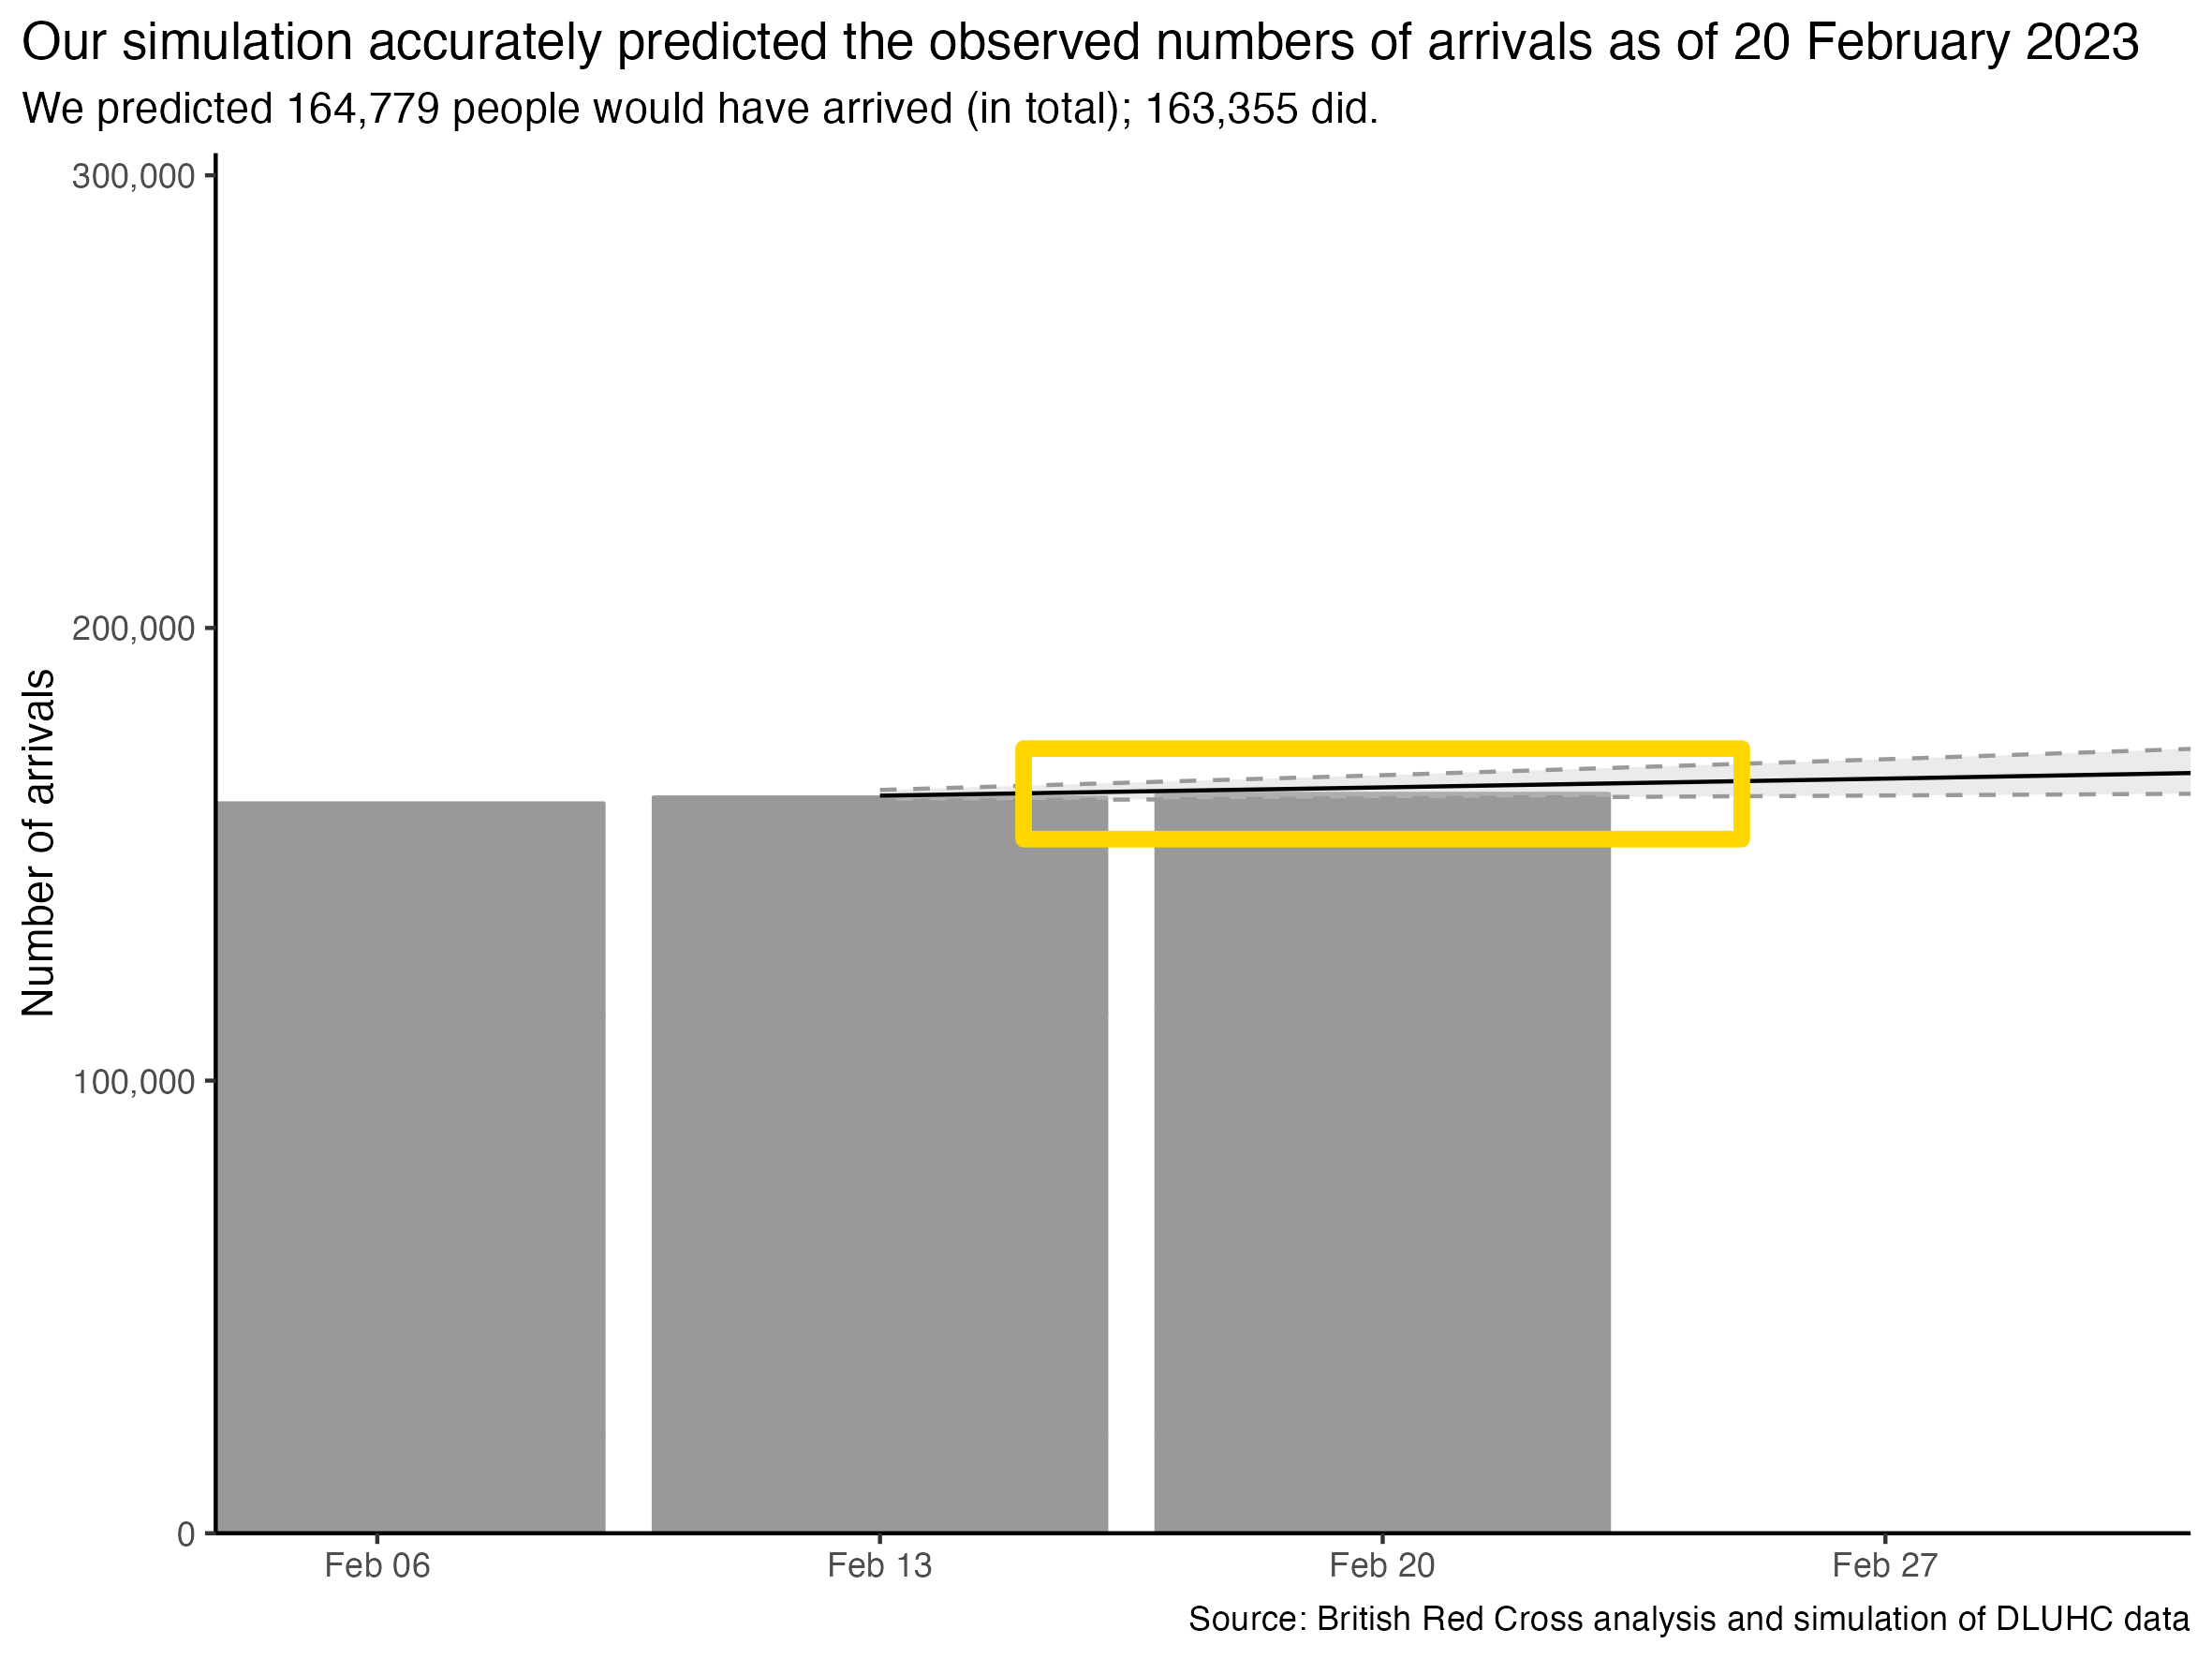 Our simulation accurately predicted the observed numbers of arrivals as of 20 February 2023
We predicted 164,779 people would have arrived (in total); 163,355 did.
300,000
200,000
100,000
0
Number of arrivals
Feb 06
Feb 13
Feb 20
Feb 27
Source: British Red Cross analysis and simulation of DLUHC data